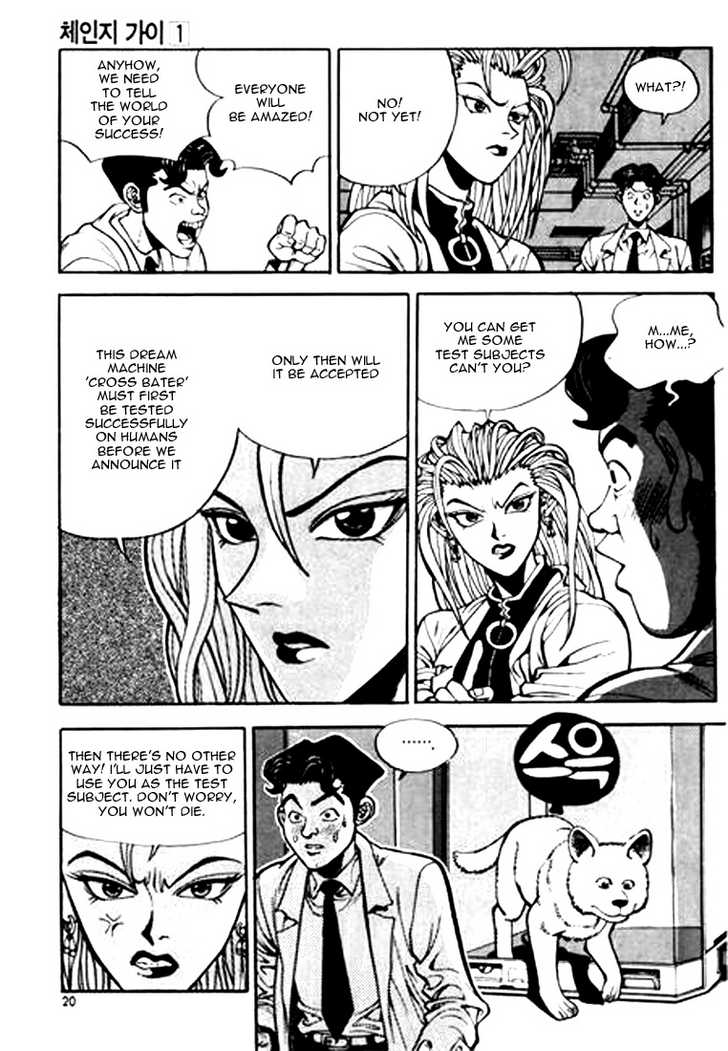 체인지 가이 1
ANYHOW,
WE NEED
TO TELL
THE WORLD
OF YOUR
SUCCESS!
EVERYONE
WILL
BE AMAZED!
NO!
NOT YET!
WHAT?!
THIS DREAM
MACHINE
'CROSS BATER'
MUST FIRST
BE TESTED
SUCCESSFULLY
ON HUMANS
BEFORE WE
ANNOUNCE IT
ONLY THEN WILL
IT BE ACCEPTED
YOU CAN GET
ME SOME
TEST SUBJECTS
CAN'T YOU?
M...ME,
HOW...?
THEN THERE'S NO OTHER
WAY! I'LL JUST HAVE TO
USE YOU AS THE TEST
SUBJECT. DON'T WORRY,
YOU WON'T DIE.
......
스윽
20